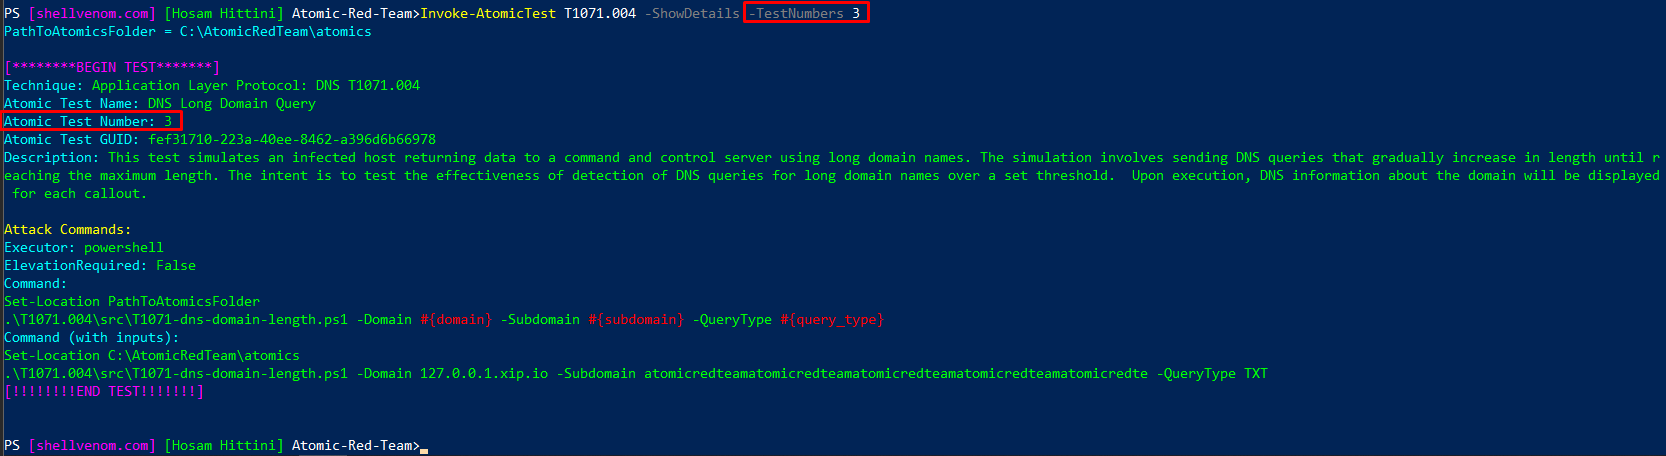 PS [shellvenom.com] [Hosam Hittini] Atomic-Red-Team>Invoke-AtomicTest T1071.004 -ShowDetails -TestNumbers 3
PathToAtomicsFolder = C:\AtomicRedTeam\atomics
[********BEGIN TEST*******]
Technique: Application Layer Protocol: DNS T1071.004
Atomic Test Name: DNS Long Domain Query
Atomic Test Number: 3
Atomic Test GUID: fef31710-223a-40ee-8462-a396d6b66978
Description: This test simulates an infected host returning data to a command and control server using long domain names. The simulation involves sending DNS queries that gradually increase in length until r
eaching the maximum length. The intent is to test the effectiveness of detection of DNS queries for long domain names over a set threshold.  Upon execution, DNS information about the domain will be displayed
 for each callout.
Attack Commands:
Executor: powershell
ElevationRequired: False
Command:
Set-Location PathToAtomicsFolder
.\T1071.004\src\T1071-dns-domain-length.ps1 -Domain #{domain} -Subdomain #{subdomain} -QueryType #{query_type}
Command (with inputs):
Set-Location C:\AtomicRedTeam\atomics
.\T1071.004\src\T1071-dns-domain-length.ps1 -Domain 127.0.0.1.xip.io -Subdomain atomicredteamatomicredteamatomicredteamatomicredteamatomicredte -QueryType TXT
[!!!!!!!!END TEST!!!!!!!]
PS [shellvenom.com] [Hosam Hittini] Atomic-Red-Team>